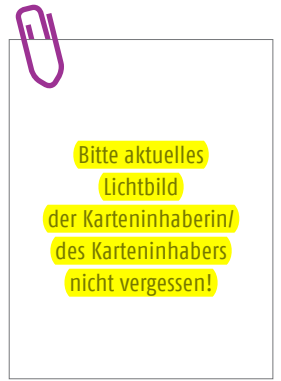 Bitte aktuelles
Lichtbild
der Karteninhaberin/
des Karteninhabers
nicht vergessen!